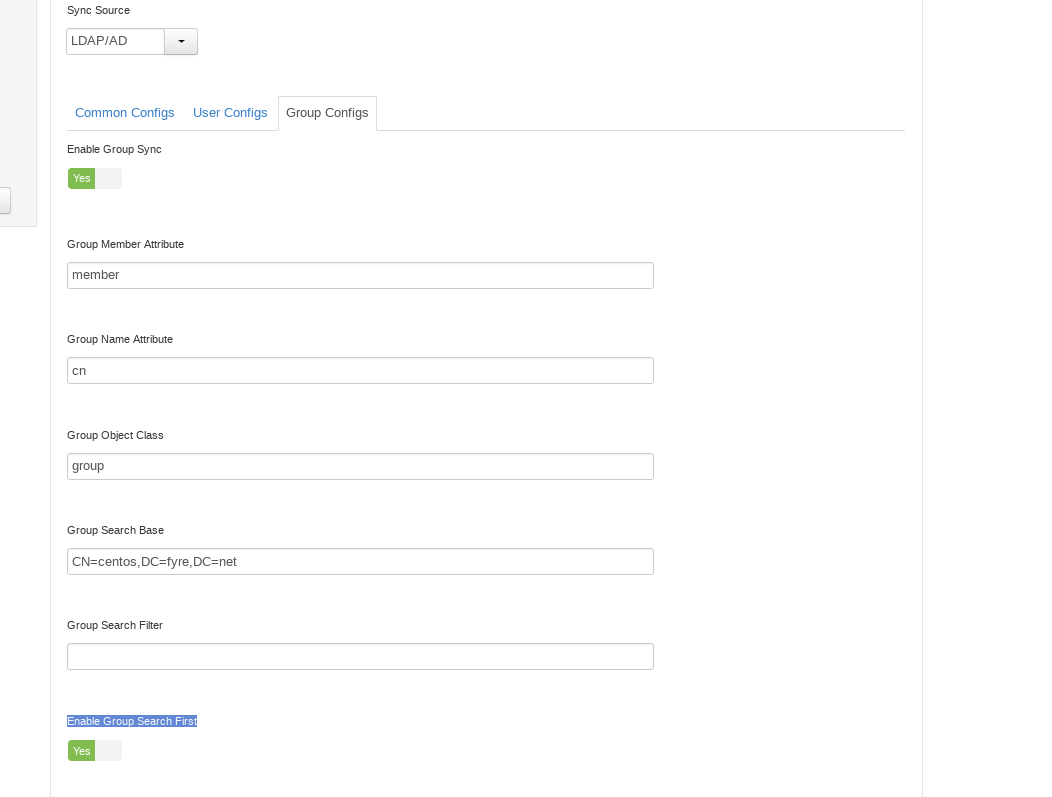 Sync Source
LDAP/AD
Common Configs User Configs Group Configs
Enable Group Sync
Yes
Group Member Attribute
member
Group Name Attribute
cn
Group Object Class
group
Group Search Base
CN=centos,DC=fyre,DC=net
Group Search Filter
Enable Group Search First
Yes